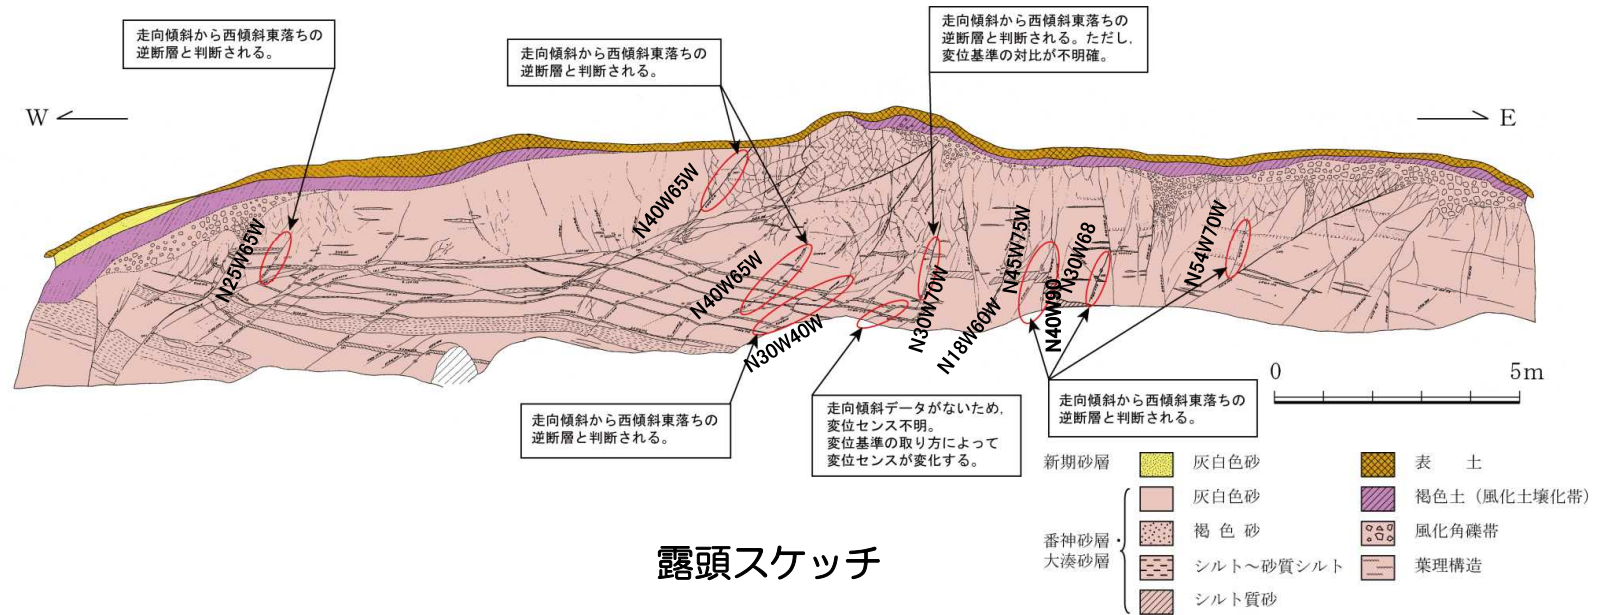 走向傾斜から西傾斜東落ちの
逆断層と判断される。
走向傾斜から西傾斜東落ちの
逆断層と判断される。
走向傾斜から西傾斜東落ちの
逆断層と判断される。ただし,
変位基準の対比が不明確。
W
E
N25W65W
N40W65W
N40W65W
N30W40W
N30W70W
N18W60W
N45W75W
N40W90
N30W68
N54W70W
走向傾斜から西傾斜東落ちの
逆断層と判断される。
走向傾斜データがないため,
変位センス不明。
変位基準の取り方によって
変位センスが変化する。
走向傾斜から西傾斜東落ちの
逆断層と判断される。
0 5m
新期砂層
灰白色砂
番神砂層・
大湊砂層
灰白色砂
褐色砂
シルト～砂質シルト
シルト質砂
表 土
褐色土（風化土壌化帯）
風化角礫帯
葉理構造
露頭スケッチ